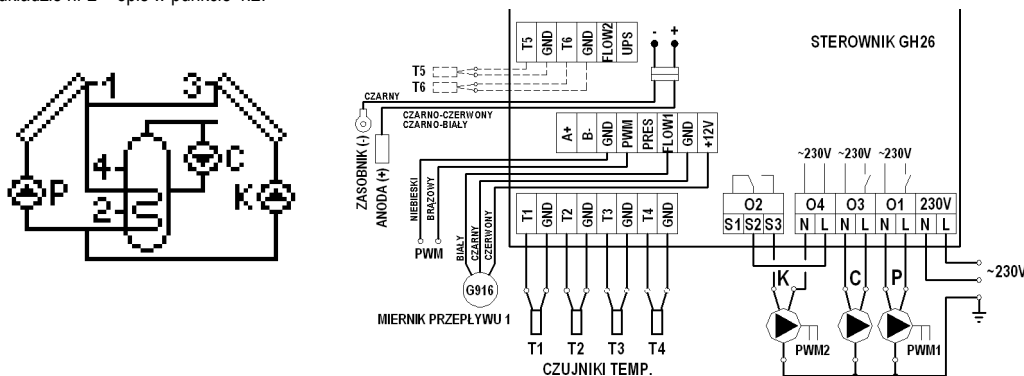 T5 GND T6 GND FLOW2 UPS
- +
STEROWNIK GH26
T5
T6
CZARNY
CZARNO-CZERWONY
CZARNO-BIAŁY
ZASOBNIK (-)
ANODA (+)
A+ B- GND PWM PRES FLOW1 GND +12V
1 3
4 C
P 2 K
~230V ~230V ~230V
O2 O4 O3 O1 230V
S1 S2 S3 N L N L N L N L
T1 GND T2 GND T3 GND T4 GND
NIEBIESKI
BRĄZOWY
PWM
BIAŁY
CZARNY
CZERWONY
G916
MIERNIK PRZEPŁYWU 1
K C P
~230V
PWM2 PWM1
T1 T2 T3 T4
CZUJNIKI TEMP.